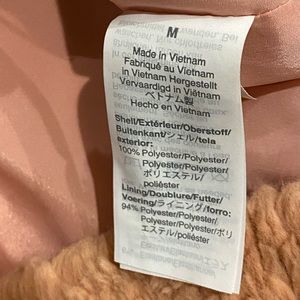 M
Made in Vietnam
Fabriqué au Vietnam
in Vietnam Hergestellt
Vervaardigd in Viëtnam
ベトナム製
Hecho en Vietnam
Shell/Extérieur/Oberstoff/
Buitenkant/シェル/tela
exterior:
100% Polyester/Polyester/
Polyester/Polyester/
ポリエステル/
poliéster
Lining/Doublure/Futter/
Voering/ライニング/forro:
94% Polyester/Polyester/
Polyester/Polyester/ポリ
エステル/poliéster